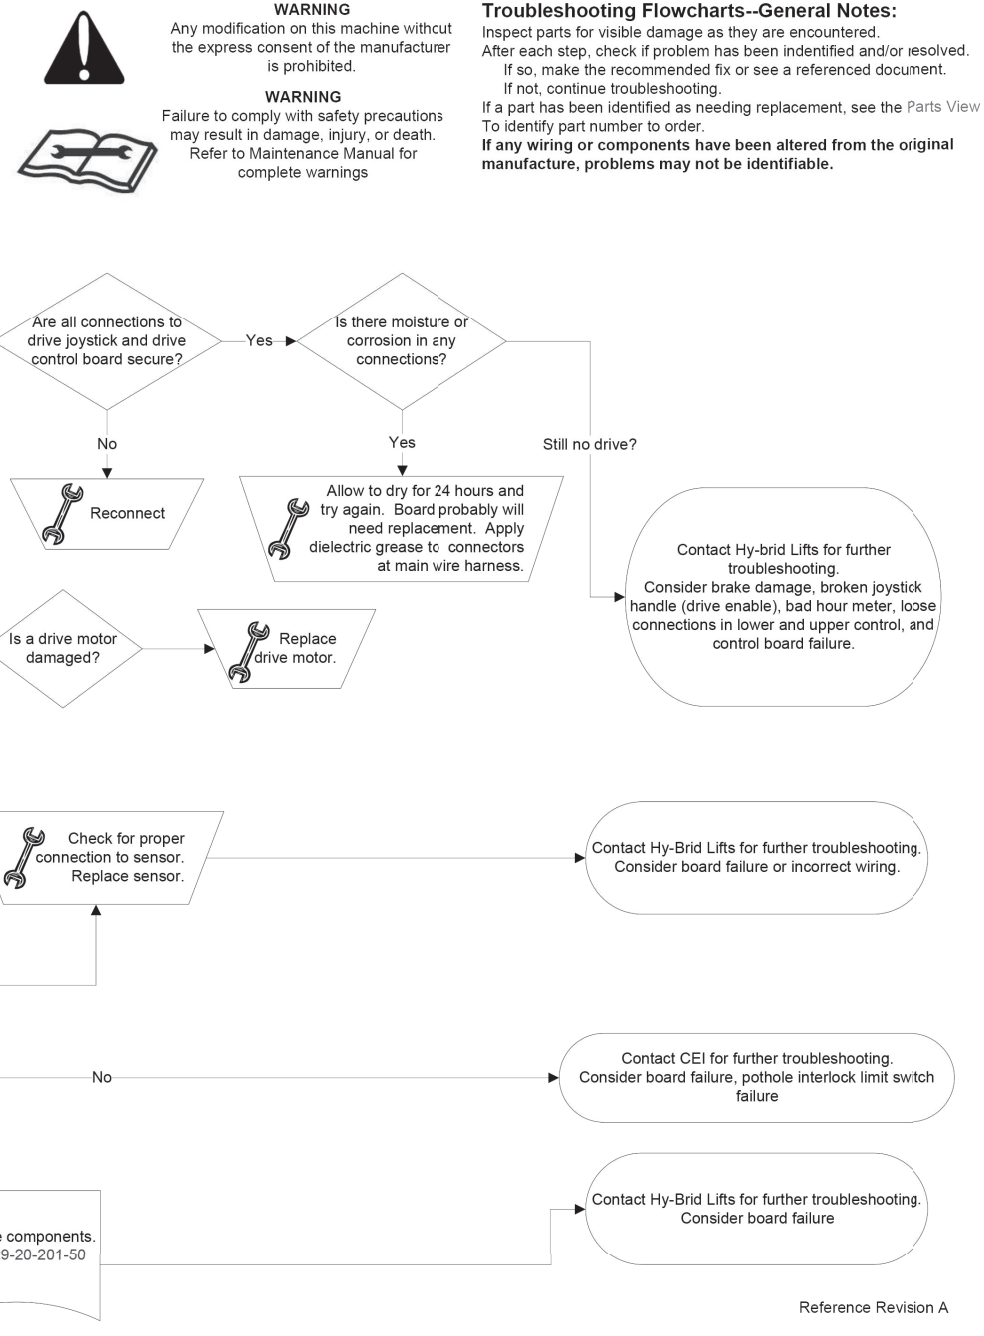 WARNING
Any modification on this machine without
the express consent of the manufacturer
is prohibited.
WARNING
Failure to comply with safety precautions
may result in damage, injury, or death.
Refer to Maintenance Manual for
complete warnings
Troubleshooting Flowcharts--General Notes:
Inspect parts for visible damage as they are encountered.
After each step, check if problem has been indentified and/or resolved.
If so, make the recommended fix or see a referenced document.
If not, continue troubleshooting.
If a part has been identified as needing replacement, see the Parts View
To identify part number to order.
If any wiring or components have been altered from the original
manufacture, problems may not be identifiable.
Are all connections to
drive joystick and drive
control board secure?
Yes
Is there moisture or
corrosion in any
connections?
No
Yes
Still no drive?
Reconnect
Allow to dry for 24 hours and
try again. Board probably will
need replacement. Apply
dielectric grease to connectors
at main wire harness.
Contact Hy-brid Lifts for further
troubleshooting.
Consider brake damage, broken joystick
handle (drive enable), bad hour meter, loose
connections in lower and upper control, and
control board failure.
Is a drive motor
damaged?
Replace
drive motor.
Check for proper
connection to sensor.
Replace sensor.
Contact Hy-Brid Lifts for further troubleshooting.
Consider board failure or incorrect wiring.
No
Contact CEI for further troubleshooting.
Consider board failure, pothole interlock limit switch
failure
Contact Hy-Brid Lifts for further troubleshooting.
Consider board failure
components.
9-20-201-50
Reference Revision A